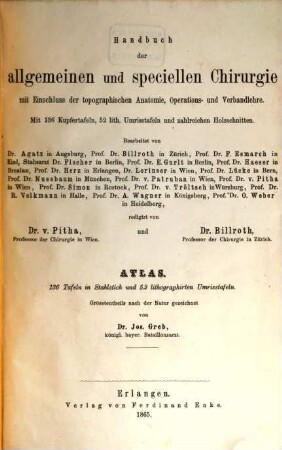 Handbuch
der
allgemeinen und speciellen Chirurgie
mit Einschluss der topographischen Anatomie, Operations- und Verbandlehre.
Mit 136 Kupfertafeln, 52 lith. Umrisstafeln und zahlreichen Holzschnitten.
Bearbeitet von
Dr. Agatz in Augsburg, Prof. Dr. Billroth in Zürich, Prof. Dr. F. Esmarch in
Kiel, Stabsarzt Dr. Fischer in Berlin, Prof. Dr. E. Gurlt in Berlin, Prof. Dr. Haeser in
Breslau, Prof. Dr. Herz in Erlangen, Dr. Lorinser in Wien, Prof. Dr. Lücke in Bern,
Prof. Dr. Nussbaum in München, Prof. Dr. v. Patruban in Wien, Prof. Dr. v. Pitha
in Wien, Prof. Dr. Simon in Rostock, Prof. Dr. v. Tröltsch in Würzburg, Prof. Dr.
R. Volkmann in Halle, Prof. Dr. A. Wagner in Königsberg, Prof. Dr. O. Weber
in Heidelberg,
redigirt von
Dr. v. Pitha, und Dr. Billroth,
Professor der Chirurgie in Wien. Professor der Chirurgie in Zürich.
ATLAS.
136 Tafeln in Stahlstich und 52 lithographirten Umrisstafeln.
Grösstentheils nach der Natur gezeichnet
von
Dr. Jos. Greb,
königl. bayer. Bataillonsarzt.
Erlangen.
Verlag von Ferdinand Enke.
1865.